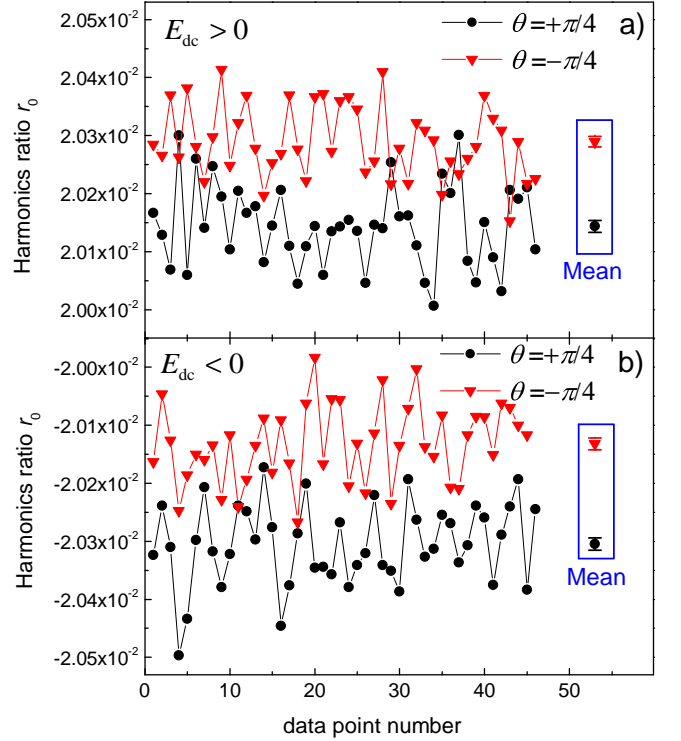 E_dc > 0
θ=+π/4
a)
θ=−π/4
2.05x10⁻²
2.04x10⁻²
2.03x10⁻²
2.02x10⁻²
2.01x10⁻²
2.00x10⁻²
Harmonics ratio r₀
Mean
E_dc < 0
θ=+π/4
b)
θ=−π/4
-2.00x10⁻²
-2.01x10⁻²
-2.02x10⁻²
-2.03x10⁻²
-2.04x10⁻²
-2.05x10⁻²
Harmonics ratio r₀
Mean
0 10 20 30 40 50
data point number